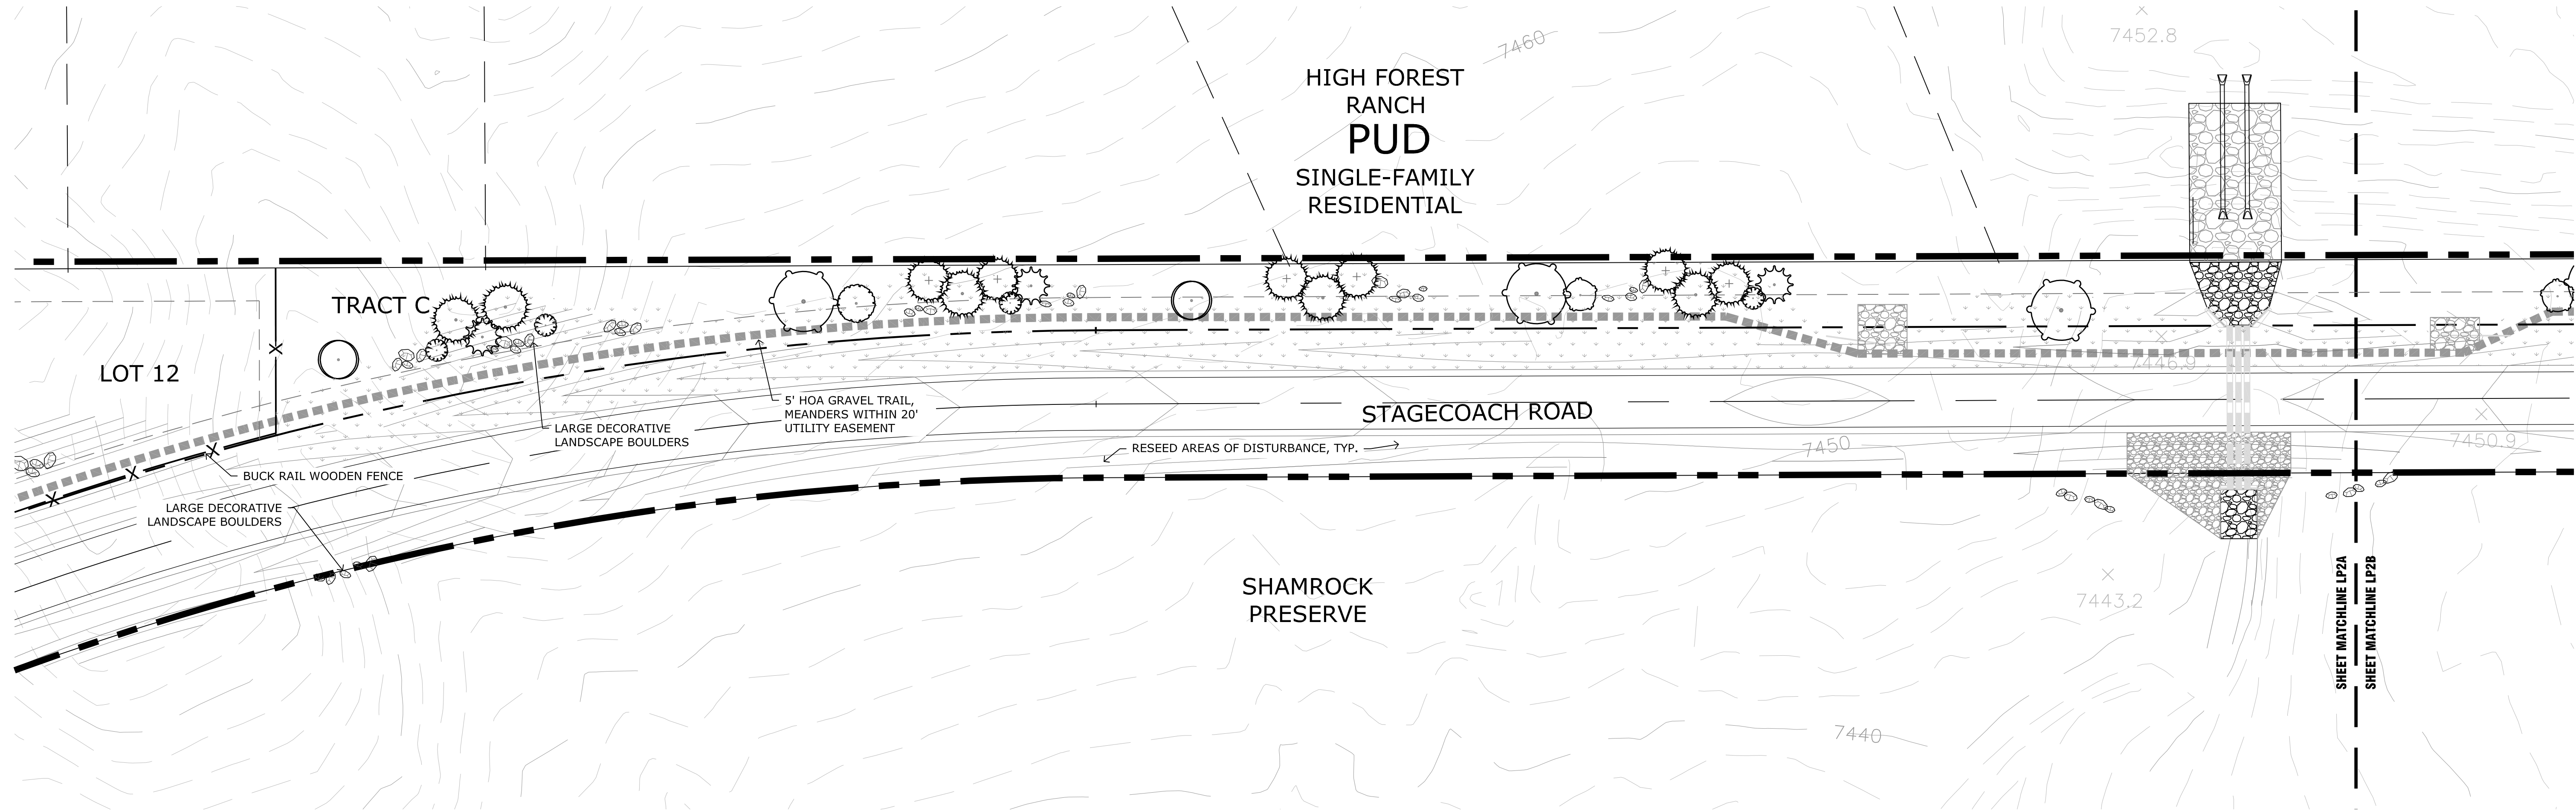 7460
7452.8
HIGH FOREST
RANCH
PUD
SINGLE-FAMILY
RESIDENTIAL
TRACT C
LOT 12
7446.9
5' HOA GRAVEL TRAIL,
MEANDERS WITHIN 20'
UTILITY EASEMENT
STAGECOACH ROAD
LARGE DECORATIVE
LANDSCAPE BOULDERS
RESEED AREAS OF DISTURBANCE, TYP.
7450
7450.9
BUCK RAIL WOODEN FENCE
LARGE DECORATIVE
LANDSCAPE BOULDERS
SHAMROCK
PRESERVE
7443.2
SHEET MATCHLINE LP2A
SHEET MATCHLINE LP2B
7440